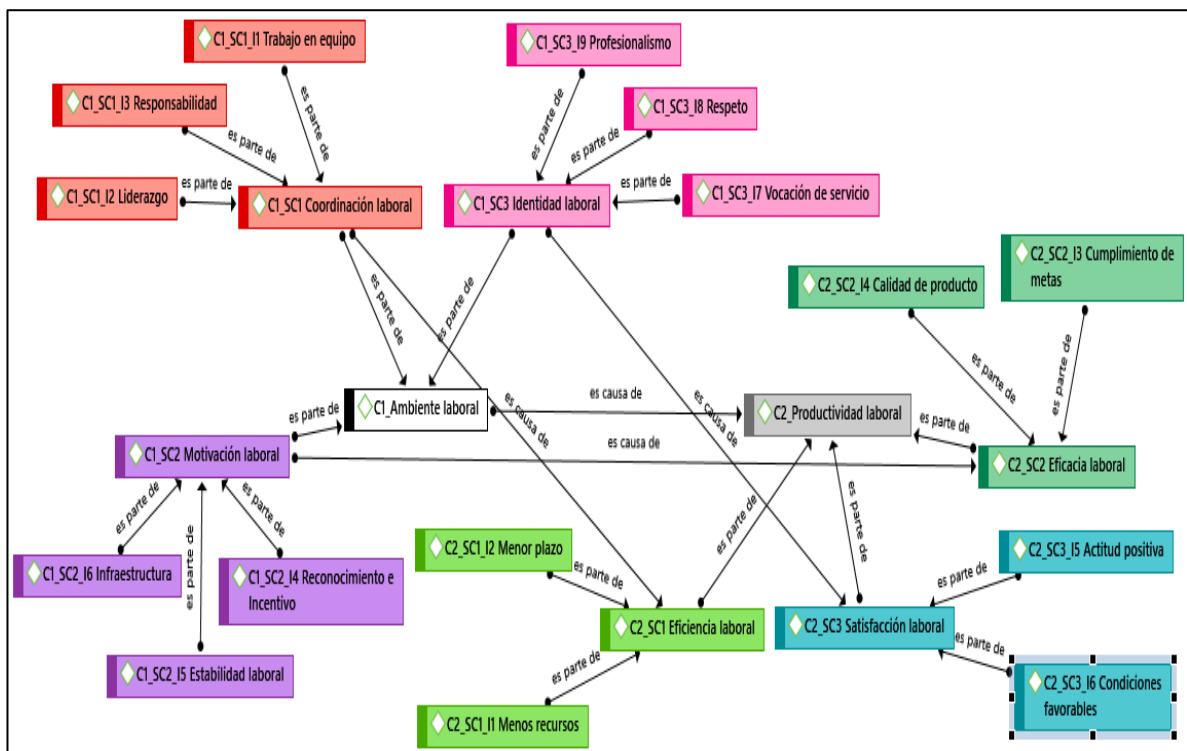 C1_SC1_I1 Trabajo en equipo
C1_SC3_I9 Profesionalismo
es parte de
es parte de
C1_SC1_I3 Responsabilidad
C1_SC3_I8 Respeto
es parte de
es parte de
C1_SC1_I2 Liderazgo
es parte de
C1_SC1 Coordinación laboral
C1_SC3 Identidad laboral
es parte de
C1_SC3_I7 Vocación de servicio
C2_SC2_I3 Cumplimiento de
metas
C2_SC2_I4 Calidad de producto
es parte de
es parte de
es parte de
es parte de
C1_Ambiente laboral
es causa de
C2_Productividad laboral
es causa de
es causa de
es parte de
es parte de
C1_SC2 Motivación laboral
es causa de
C2_SC2 Eficacia laboral
es parte de
es parte de
es parte de
es parte de
es parte de
C1_SC2_I6 Infraestructura
C1_SC2_I4 Reconocimiento e
Incentivo
C2_SC1_I2 Menor plazo
es parte de
C2_SC3_I5 Actitud positiva
es parte de
C2_SC1 Eficiencia laboral
C2_SC3 Satisfacción laboral
es parte de
C1_SC2_I5 Estabilidad laboral
es parte de
C2_SC3_I6 Condiciones
favorables
C2_SC1_I1 Menos recursos